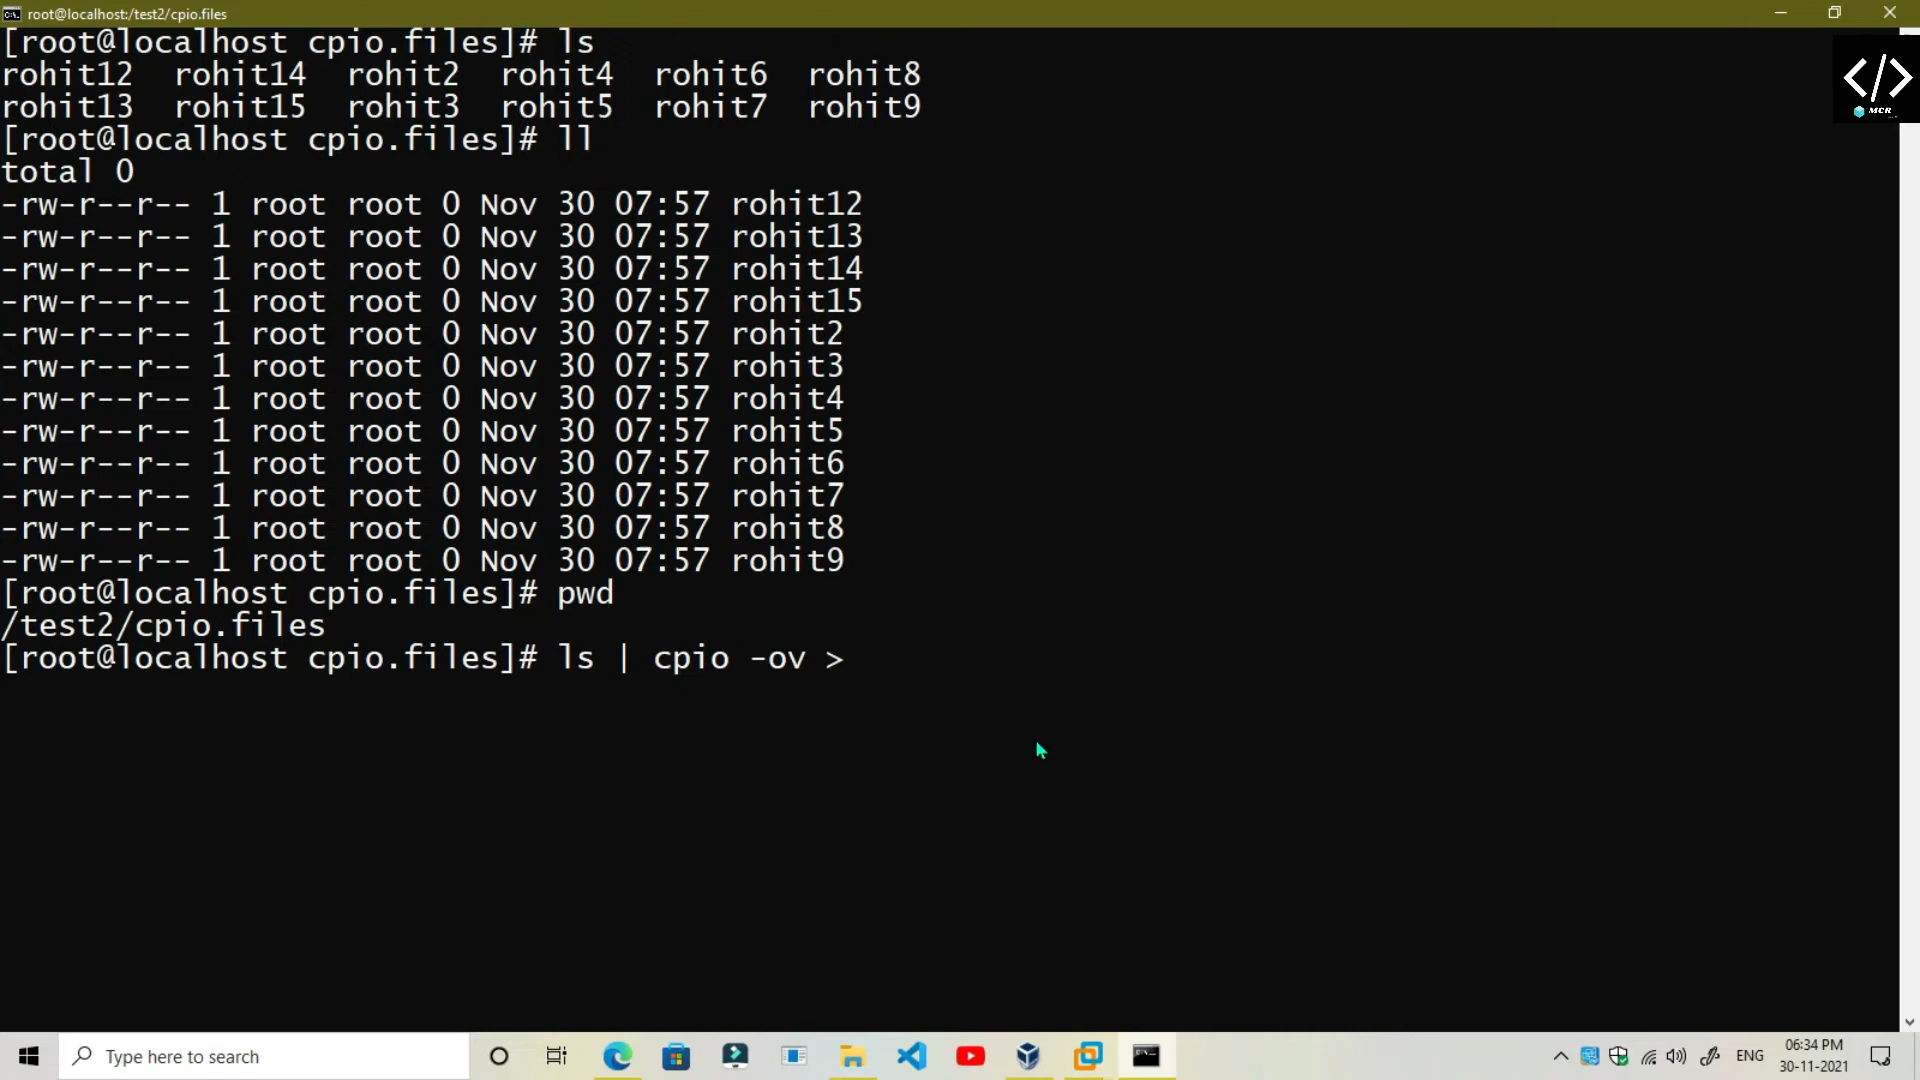 root@localhost:/test2/cpio.files
[root@localhost cpio.files]# ls
rohit12  rohit14  rohit2  rohit4  rohit6  rohit8
rohit13  rohit15  rohit3  rohit5  rohit7  rohit9
[root@localhost cpio.files]# ll
total 0
-rw-r--r-- 1 root root 0 Nov 30 07:57 rohit12
-rw-r--r-- 1 root root 0 Nov 30 07:57 rohit13
-rw-r--r-- 1 root root 0 Nov 30 07:57 rohit14
-rw-r--r-- 1 root root 0 Nov 30 07:57 rohit15
-rw-r--r-- 1 root root 0 Nov 30 07:57 rohit2
-rw-r--r-- 1 root root 0 Nov 30 07:57 rohit3
-rw-r--r-- 1 root root 0 Nov 30 07:57 rohit4
-rw-r--r-- 1 root root 0 Nov 30 07:57 rohit5
-rw-r--r-- 1 root root 0 Nov 30 07:57 rohit6
-rw-r--r-- 1 root root 0 Nov 30 07:57 rohit7
-rw-r--r-- 1 root root 0 Nov 30 07:57 rohit8
-rw-r--r-- 1 root root 0 Nov 30 07:57 rohit9
[root@localhost cpio.files]# pwd
/test2/cpio.files
[root@localhost cpio.files]# ls | cpio -ov >
</>
MCR
Type here to search
ENG
06:34 PM
30-11-2021